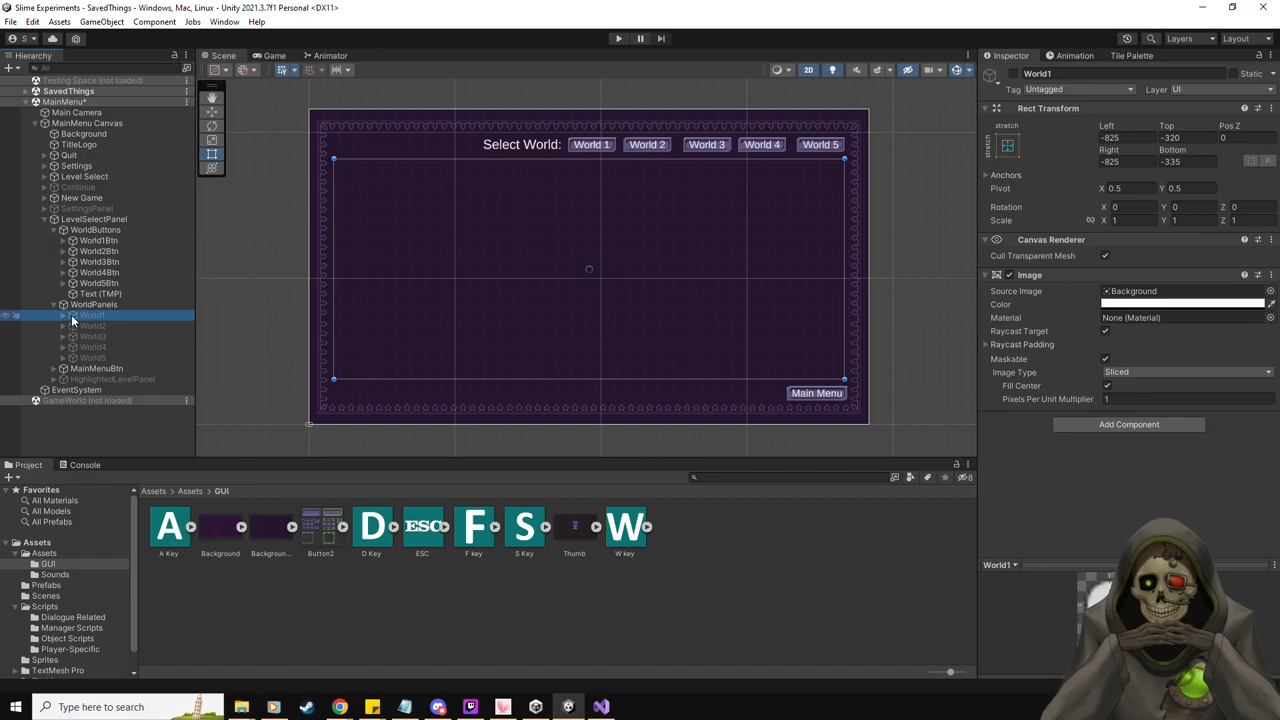 Slime Experiments - SavedThings - Windows, Mac, Linux - Unity 2021.3.7f1 Personal <DX11>
File Edit Assets GameObject Component Jobs Window Help
S
Layers Layout
Hierarchy
All
Testing Space (not loaded)
SavedThings
MainMenu*
Main Camera
MainMenu Canvas
Background
TitleLogo
Quit
Settings
Level Select
Continue
New Game
SettingsPanel
LevelSelectPanel
WorldButtons
World1Btn
World2Btn
World3Btn
World4Btn
World5Btn
Text (TMP)
WorldPanels
World1
World2
World3
World4
World5
MainMenuBtn
HighlightedLevelPanel
EventSystem
GameWorld (not loaded)
Scene Game Animator
2D
Select World: World 1 World 2 World 3 World 4 World 5
Main Menu
Inspector Animation Tile Palette
World1 Static
Tag Untagged Layer UI
Rect Transform
stretch Left Top Pos Z
stretch -825 -320 0
Right Bottom
-825 -335 R
Anchors
Pivot X 0.5 Y 0.5
Rotation X 0 Y 0 Z 0
Scale X 1 Y 1 Z 1
Canvas Renderer
Cull Transparent Mesh
Image
Source Image Background
Color
Material None (Material)
Raycast Target
Raycast Padding
Maskable
Image Type Sliced
Fill Center
Pixels Per Unit Multiplier 1
Add Component
World1
Project Console
8
Favorites
All Materials
All Models
All Prefabs
Assets
Assets
GUI
Sounds
Prefabs
Scenes
Scripts
Dialogue Related
Manager Scripts
Object Scripts
Player-Specific
Sprites
TextMesh Pro
Assets > Assets > GUI
A D ESC F S W
A Key Background Backgroun... Button2 D Key ESC F key S Key Thumb W key
Type here to search